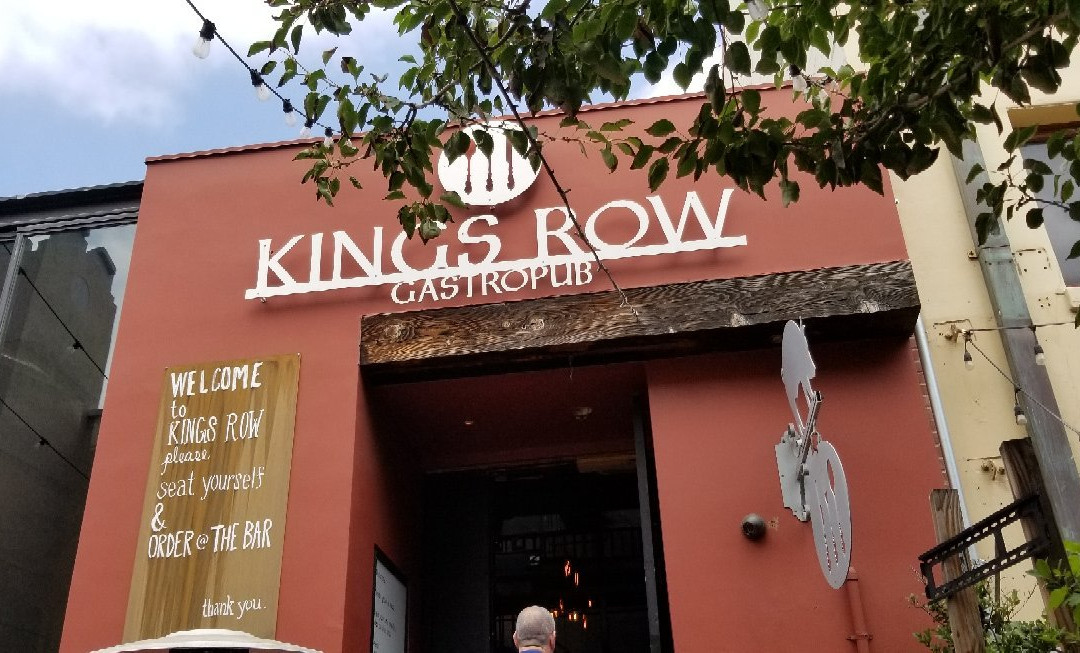 KINGS ROW
GASTROPUB
WELCOME
to
KINGS ROW
please,
seat yourself
&
ORDER @ THE BAR
thank you.